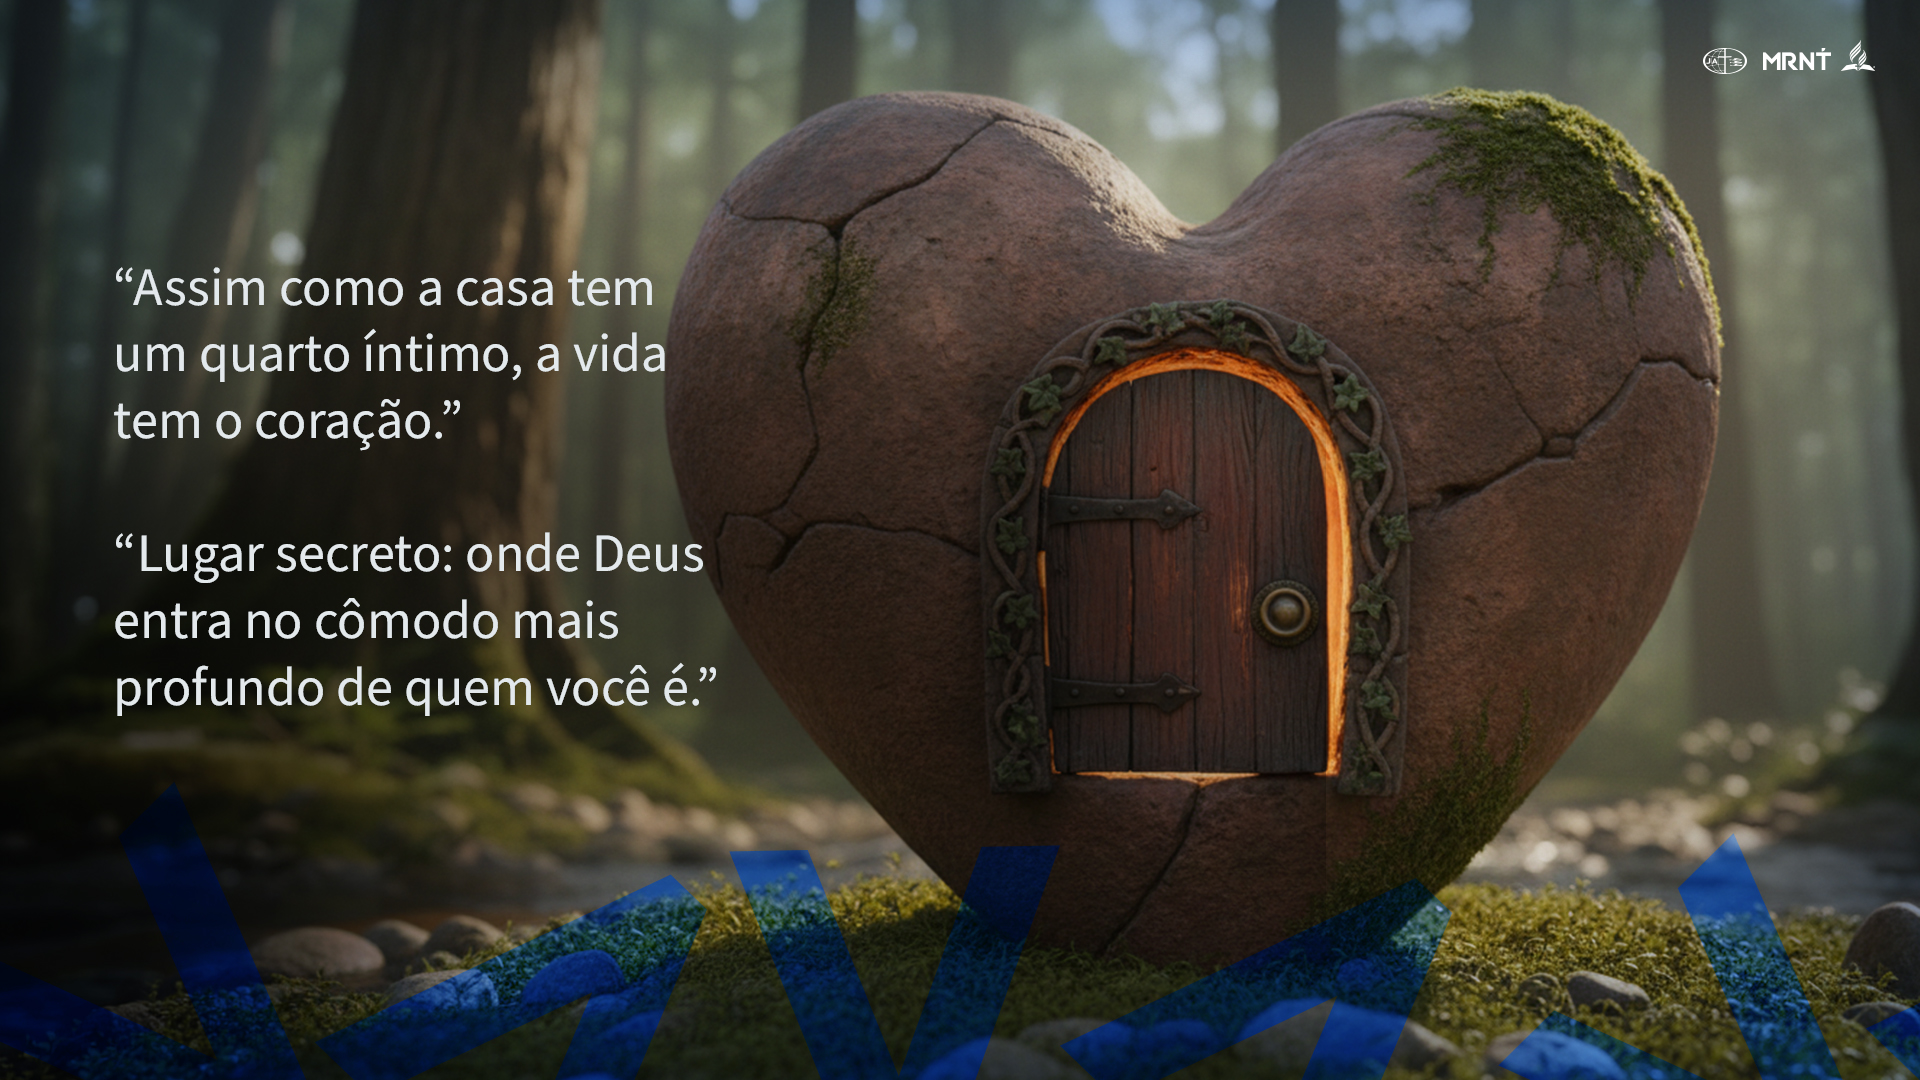 “Assim como a casa tem
um quarto íntimo, a vida
tem o coração.”
“Lugar secreto: onde Deus
entra no cômodo mais
profundo de quem você é.”
MRNT